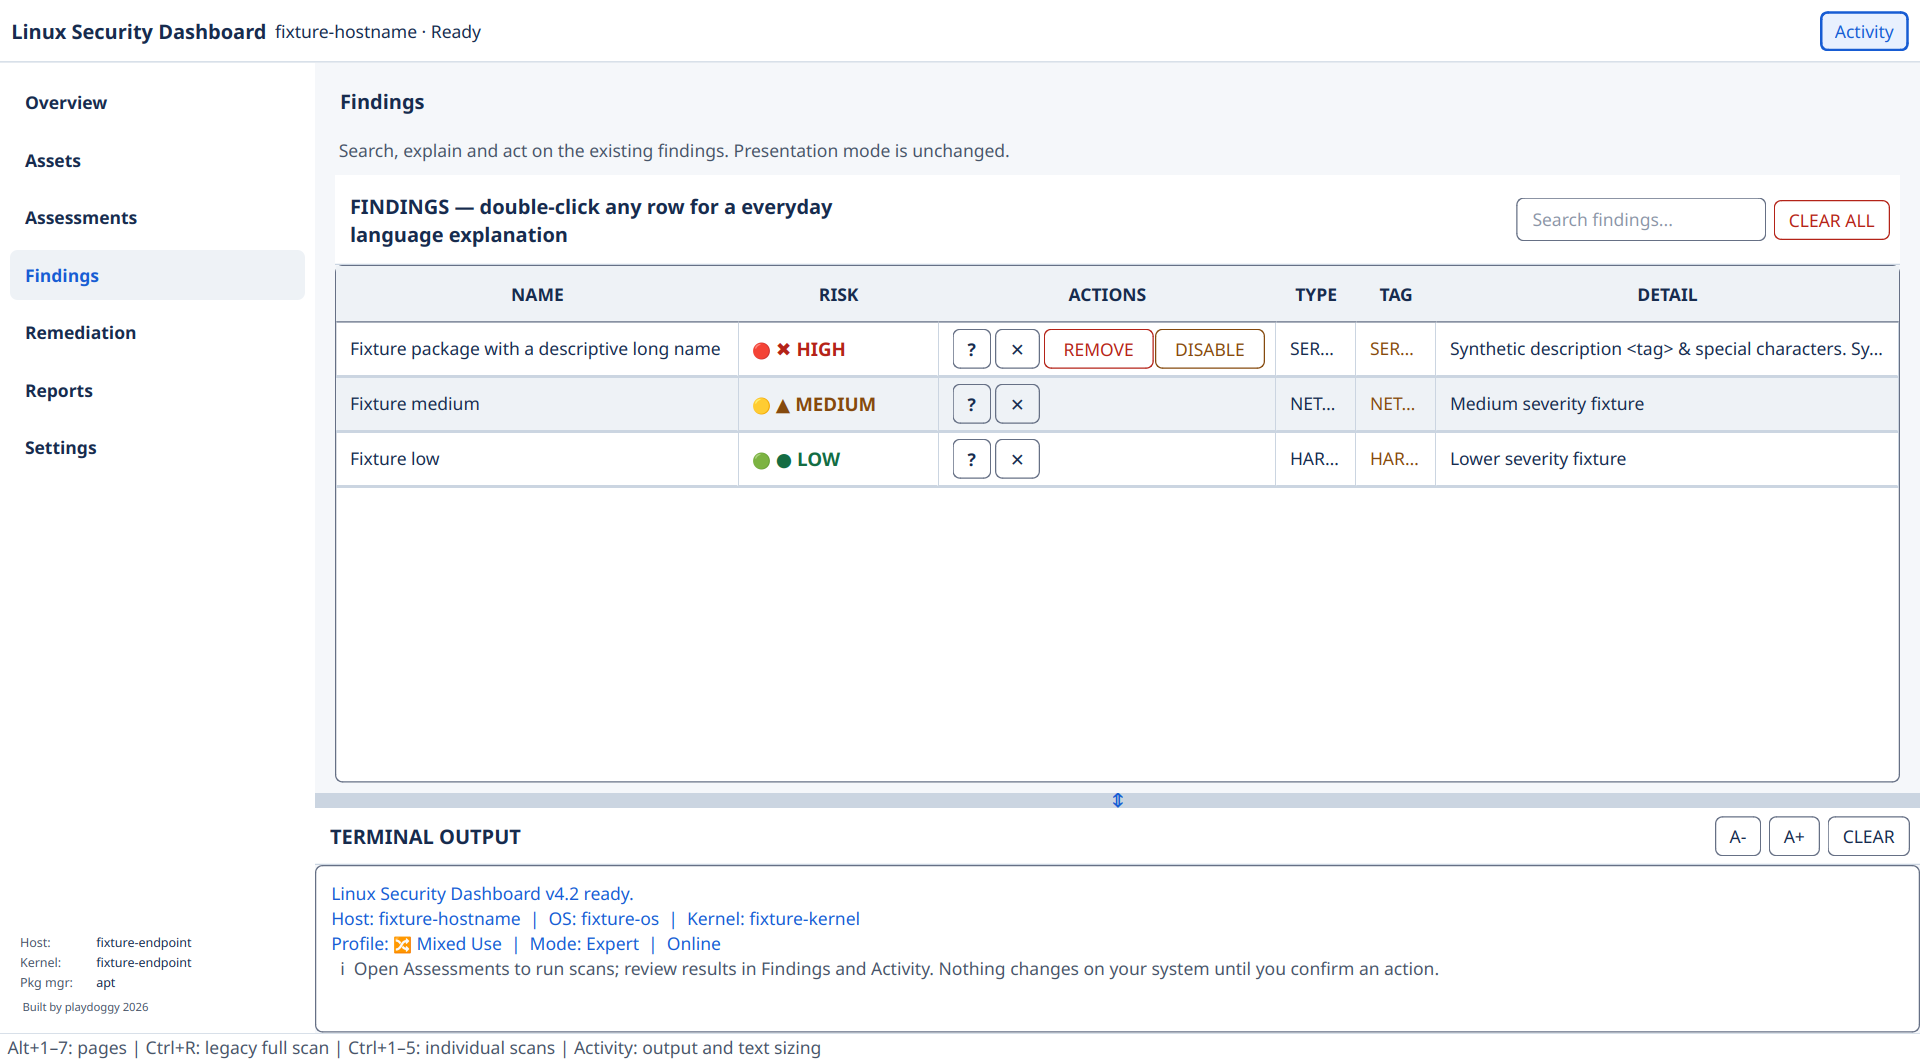 Linux Security Dashboard fixture-hostname · Ready
Activity
Overview
Assets
Assessments
Findings
Remediation
Reports
Settings
Host: fixture-endpoint
Kernel: fixture-endpoint
Pkg mgr: apt
Built by playdoggy 2026
Findings
Search, explain and act on the existing findings. Presentation mode is unchanged.
FINDINGS — double-click any row for a everyday
language explanation
Search findings...
CLEAR ALL
NAME RISK ACTIONS TYPE TAG DETAIL
Fixture package with a descriptive long name 🔴 ✖ HIGH ? × REMOVE DISABLE SER... SER... Synthetic description <tag> & special characters. Sy...
Fixture medium 🟡 ▲ MEDIUM ? × NET... NET... Medium severity fixture
Fixture low 🟢 ● LOW ? × HAR... HAR... Lower severity fixture
TERMINAL OUTPUT
A- A+ CLEAR
Linux Security Dashboard v4.2 ready.
Host: fixture-hostname | OS: fixture-os | Kernel: fixture-kernel
Profile: 🔀 Mixed Use | Mode: Expert | Online
i Open Assessments to run scans; review results in Findings and Activity. Nothing changes on your system until you confirm an action.
Alt+1–7: pages | Ctrl+R: legacy full scan | Ctrl+1–5: individual scans | Activity: output and text sizing